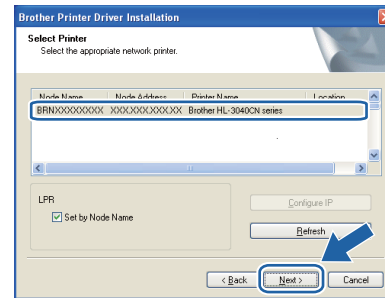 Brother Printer Driver Installation
Select Printer
Select the appropriate network printer.
Node Name Node Address Printer Name Location
BRNXXXXXXXX XXX.XXX.XXX.XX Brother HL-3040CN series
LPR
Set by Node Name
Configure IP
Refresh
< Back Next > Cancel